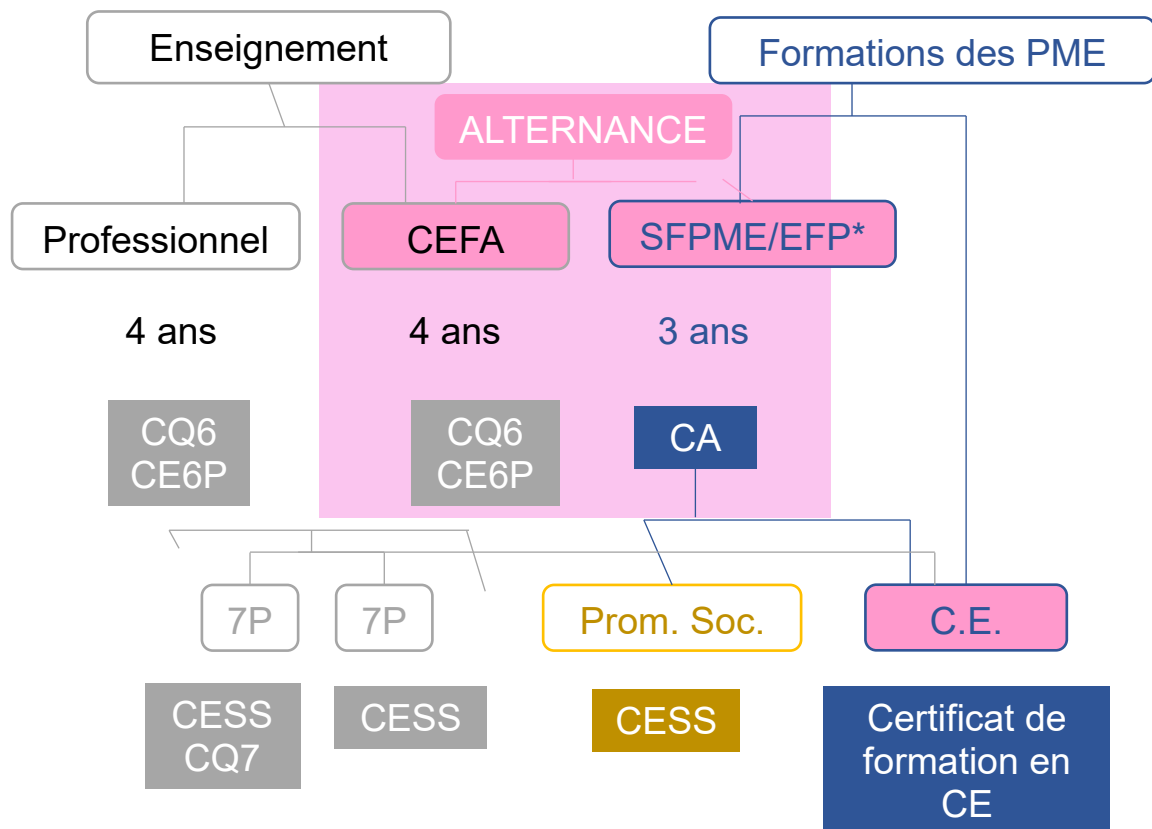 Enseignement
Formations des PME
ALTERNANCE
Professionnel
CEFA
SFPME/EFP*
4 ans
4 ans
3 ans
CQ6
CE6P
CQ6
CE6P
CA
7P
7P
Prom. Soc.
C.E.
CESS
CQ7
CESS
CESS
Certificat de
formation en
CE